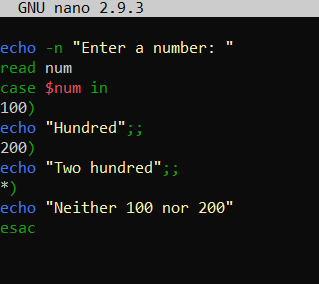 GNU nano 2.9.3
echo -n "Enter a number: "
read num
case $num in
100)
echo "Hundred";;
200)
echo "Two hundred";;
*)
echo "Neither 100 nor 200"
esac